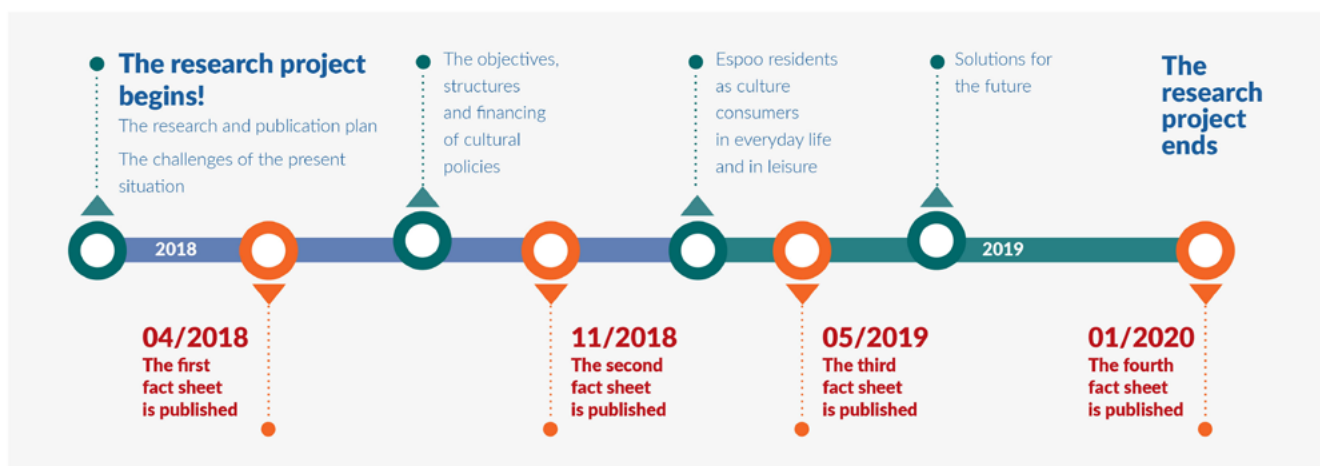 The research project
begins!
The research and publication plan
The challenges of the present
situation
The objectives,
structures
and financing
of cultural
policies
Espoo residents
as culture
consumers
in everyday life
and in leisure
Solutions for
the future
The
research
project
ends
2018
2019
04/2018
The first
fact sheet
is published
11/2018
The second
fact sheet
is published
05/2019
The third
fact sheet
is published
01/2020
The fourth
fact sheet
is published